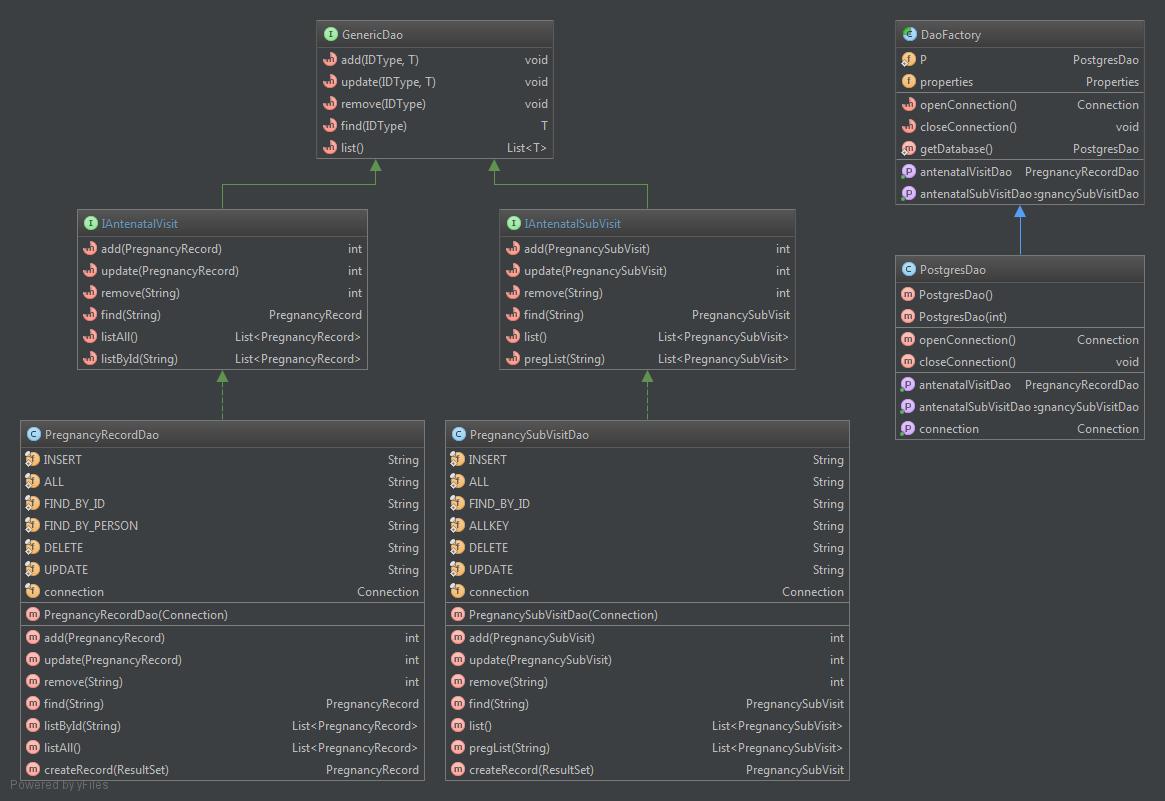 GenericDao
add(IDType, T) void
update(IDType, T) void
remove(IDType) void
find(IDType) T
list() List<T>
DaoFactory
P PostgresDao
properties Properties
openConnection() Connection
closeConnection() void
getDatabase() PostgresDao
antenatalVisitDao PregnancyRecordDao
antenatalSubVisitDao :gnancySubVisitDao
IAntenatalVisit
add(PregnancyRecord) int
update(PregnancyRecord) int
remove(String) int
find(String) PregnancyRecord
listAll() List<PregnancyRecord>
listById(String) List<PregnancyRecord>
IAntenatalSubVisit
add(PregnancySubVisit) int
update(PregnancySubVisit) int
remove(String) int
find(String) PregnancySubVisit
list() List<PregnancySubVisit>
pregList(String) List<PregnancySubVisit>
PostgresDao
PostgresDao()
PostgresDao(int)
openConnection() Connection
closeConnection() void
antenatalVisitDao PregnancyRecordDao
antenatalSubVisitDao :gnancySubVisitDao
connection Connection
PregnancyRecordDao
INSERT String
ALL String
FIND_BY_ID String
FIND_BY_PERSON String
DELETE String
UPDATE String
connection Connection
PregnancyRecordDao(Connection)
add(PregnancyRecord) int
update(PregnancyRecord) int
remove(String) int
find(String) PregnancyRecord
listById(String) List<PregnancyRecord>
listAll() List<PregnancyRecord>
createRecord(ResultSet) PregnancyRecord
PregnancySubVisitDao
INSERT String
ALL String
FIND_BY_ID String
ALLKEY String
DELETE String
UPDATE String
connection Connection
PregnancySubVisitDao(Connection)
add(PregnancySubVisit) int
update(PregnancySubVisit) int
remove(String) int
find(String) PregnancySubVisit
list() List<PregnancySubVisit>
pregList(String) List<PregnancySubVisit>
createRecord(ResultSet) PregnancySubVisit
Powered by yFiles